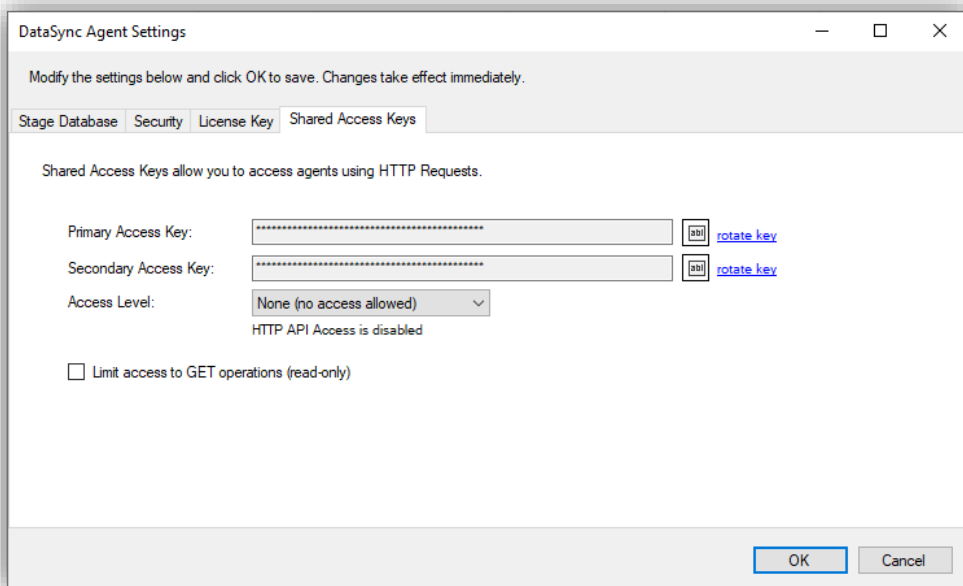 DataSync Agent Settings
Modify the settings below and click OK to save. Changes take effect immediately.
Stage Database Security License Key Shared Access Keys
Shared Access Keys allow you to access agents using HTTP Requests.
Primary Access Key: ********************************************** abl rotate key
Secondary Access Key: ********************************************** abl rotate key
Access Level: None (no access allowed)
HTTP API Access is disabled
Limit access to GET operations (read-only)
OK Cancel